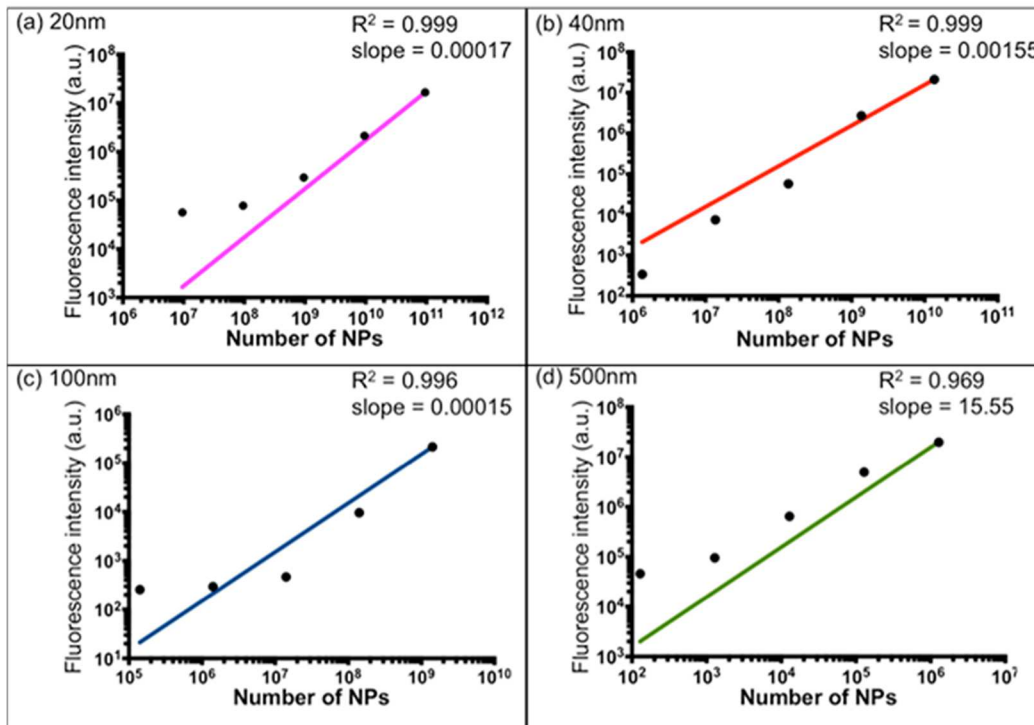 (a) 20nm
R² = 0.999
slope = 0.00017
Fluorescence intensity (a.u.)
10⁸
10⁷
10⁶
10⁵
10⁴
10³
10⁶ 10⁷ 10⁸ 10⁹ 10¹⁰ 10¹¹ 10¹²
Number of NPs
(b) 40nm
R² = 0.999
slope = 0.00155
Fluorescence intensity (a.u.)
10⁸
10⁷
10⁶
10⁵
10⁴
10³
10²
10⁶ 10⁷ 10⁸ 10⁹ 10¹⁰ 10¹¹
Number of NPs
(c) 100nm
R² = 0.996
slope = 0.00015
Fluorescence intensity (a.u.)
10⁶
10⁵
10⁴
10³
10²
10¹
10⁵ 10⁶ 10⁷ 10⁸ 10⁹ 10¹⁰
Number of NPs
(d) 500nm
R² = 0.969
slope = 15.55
Fluorescence intensity (a.u.)
10⁸
10⁷
10⁶
10⁵
10⁴
10³
10² 10³ 10⁴ 10⁵ 10⁶ 10⁷
Number of NPs